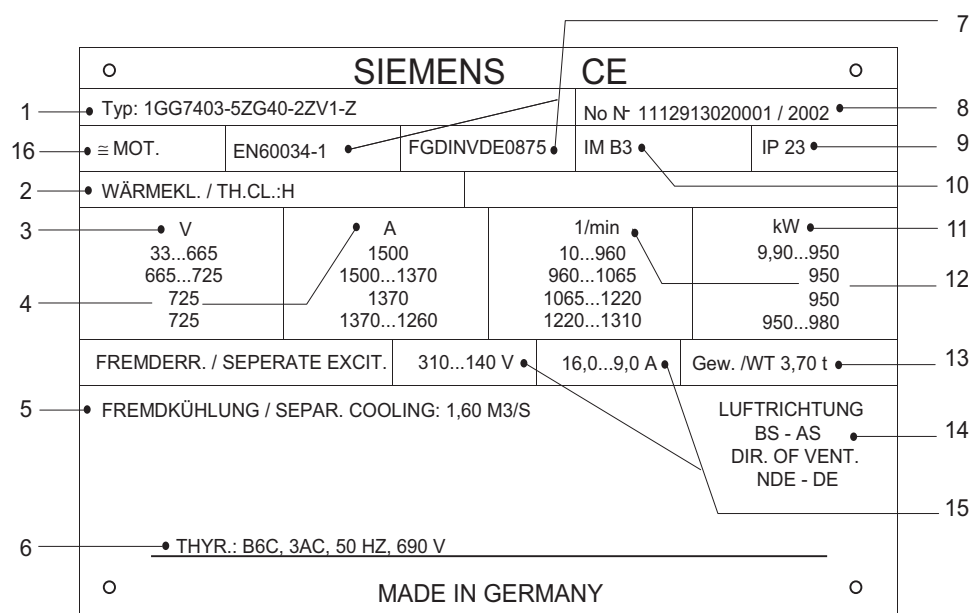 7
SIEMENS CE
1 Typ: 1GG7403-5ZG40-2ZV1-Z No N- 1112913020001 / 2002 8
16 ≅ MOT. EN60034-1 FGDINVDE0875 IM B3 IP 23 9
10
2 WÄRMEKL. / TH.CL.:H
3 V A 1/min kW 11
33...665 1500 10...960 9,90...950
665...725 1500...1370 960...1065 950 12
4 725 1370 1065...1220 950
725 1370...1260 1220...1310 950...980
FREMDERR. / SEPERATE EXCIT. 310...140 V 16,0...9,0 A Gew. /WT 3,70 t 13
5 FREMDKÜHLUNG / SEPAR. COOLING: 1,60 M3/S LUFTRICHTUNG
BS - AS 14
DIR. OF VENT.
NDE - DE
15
6 THYR.: B6C, 3AC, 50 HZ, 690 V
MADE IN GERMANY